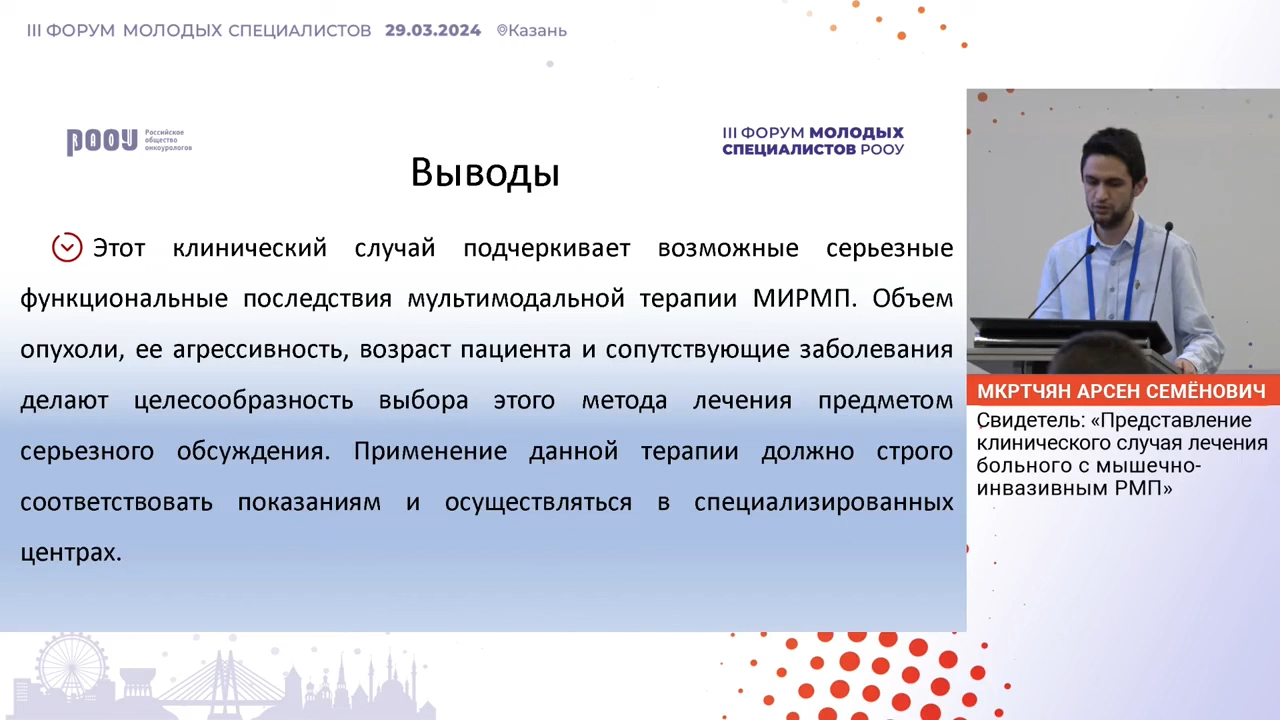 III ФОРУМ МОЛОДЫХ СПЕЦИАЛИСТОВ 29.03.2024 Казань
РООУ Российское
общество
онкоурологов
III ФОРУМ МОЛОДЫХ
СПЕЦИАЛИСТОВ РООУ
Выводы
Этот клинический случай подчеркивает возможные серьезные
функциональные последствия мультимодальной терапии МИРМП. Объем
опухоли, ее агрессивность, возраст пациента и сопутствующие заболевания
делают целесообразность выбора этого метода лечения предметом
серьезного обсуждения. Применение данной терапии должно строго
соответствовать показаниям и осуществляться в специализированных
центрах.
МКРТЧЯН АРСЕН СЕМЁНОВИЧ
Свидетель: «Представление
клинического случая лечения
больного с мышечно-
инвазивным РМП»